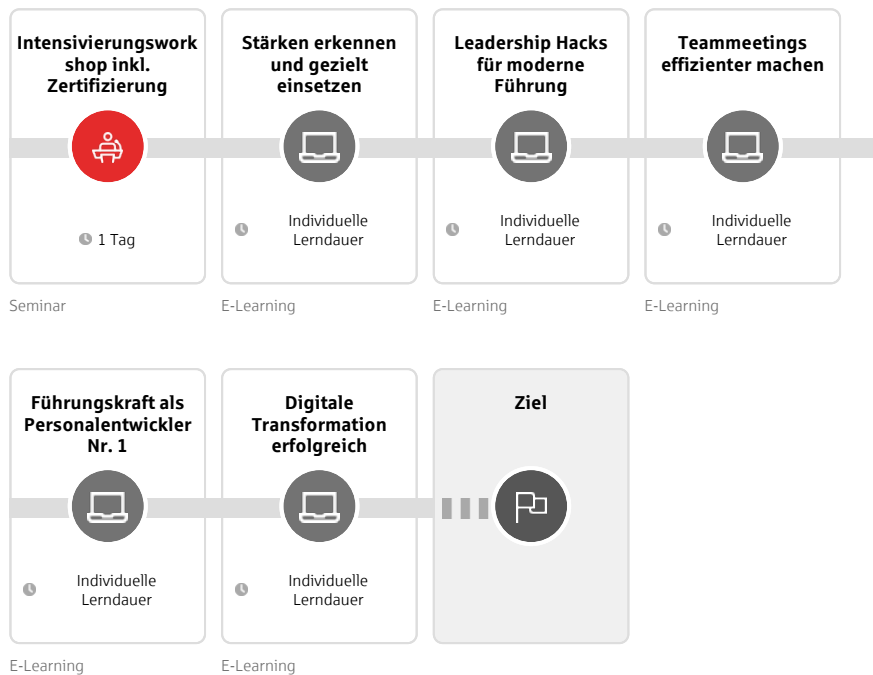 Intensivierungswork
shop inkl.
Zertifizierung
1 Tag
Seminar
Stärken erkennen
und gezielt
einsetzen
Individuelle
Lerndauer
E-Learning
Leadership Hacks
für moderne
Führung
Individuelle
Lerndauer
E-Learning
Teammeetings
effizienter machen
Individuelle
Lerndauer
E-Learning
Führungskraft als
Personalentwickler
Nr. 1
Individuelle
Lerndauer
E-Learning
Digitale
Transformation
erfolgreich
Individuelle
Lerndauer
E-Learning
Ziel